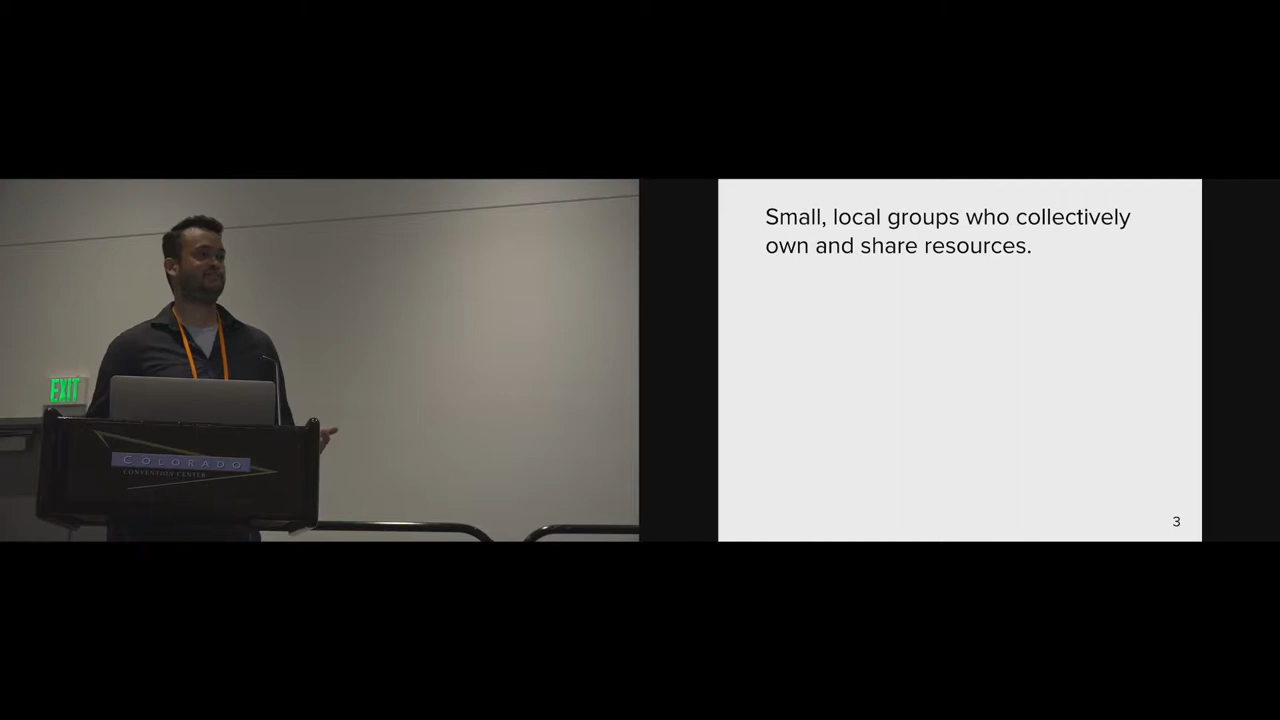 EXIT
COLORADO
CONVENTION CENTER
Small, local groups who collectively
own and share resources.
3